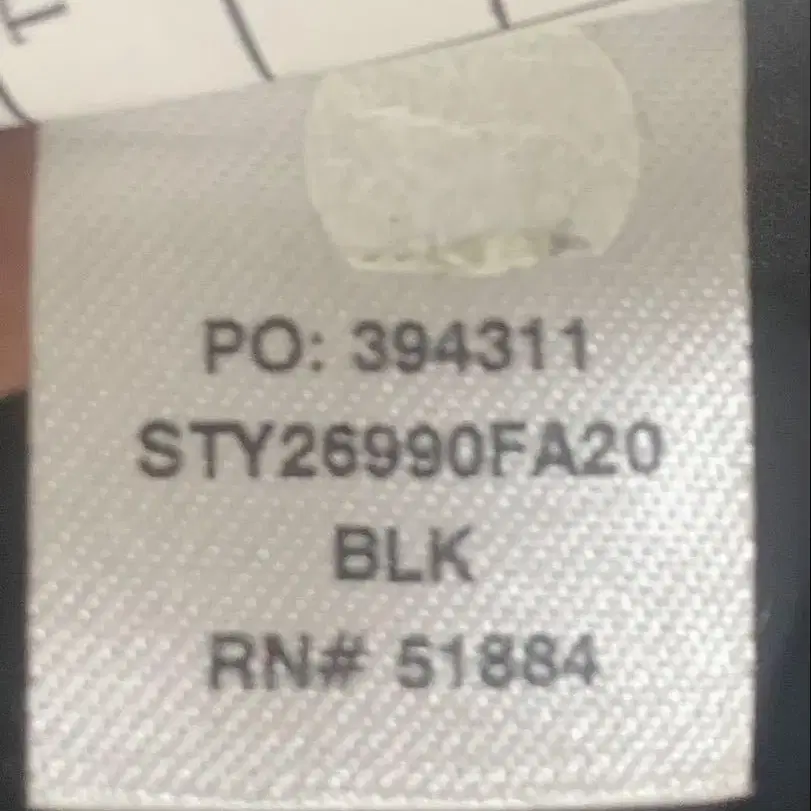 PO: 394311
STY26990FA20
BLK
RN# 51884